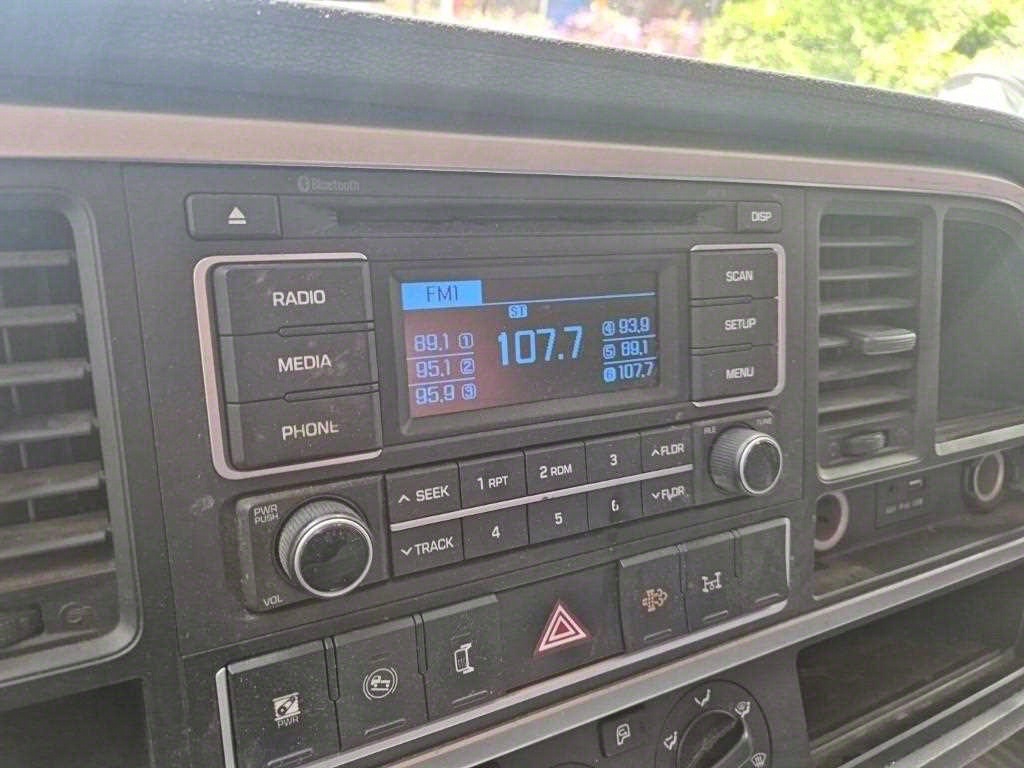 Bluetooth
DISP
RADIO
MEDIA
PHONE
FM1
ST
89.1 1
95.1 2
95.9 3
107.7
4 93.9
5 89.1
6 107.7
SCAN
SETUP
MENU
PWR
PUSH
VOL
SEEK
1 RPT
2 RDM
3
FLDR
TRACK
4
5
6
FLDR
FILE
TUNE
PWR